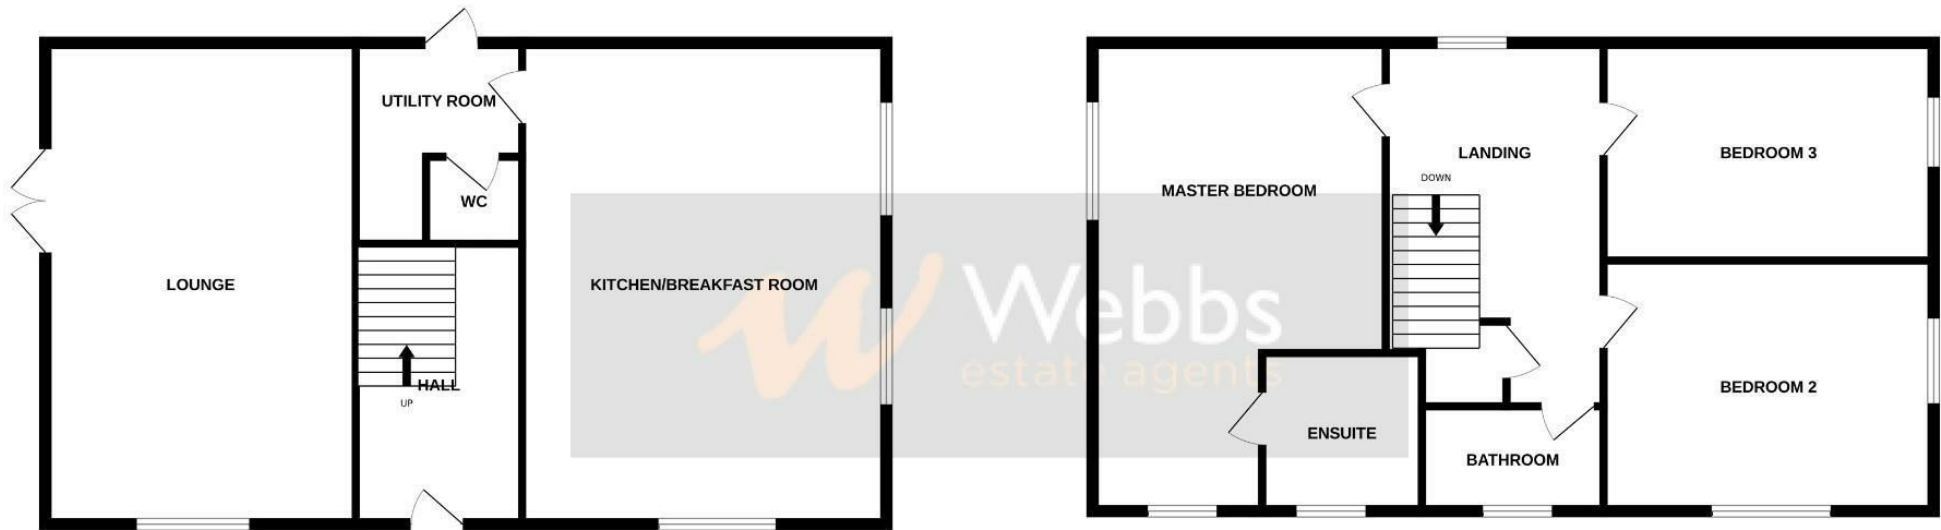 UTILITY ROOM
WC
LOUNGE
KITCHEN/BREAKFAST ROOM
HALL
UP
MASTER BEDROOM
LANDING
DOWN
BEDROOM 3
BEDROOM 2
ENSUITE
BATHROOM
Webbs
estate agents